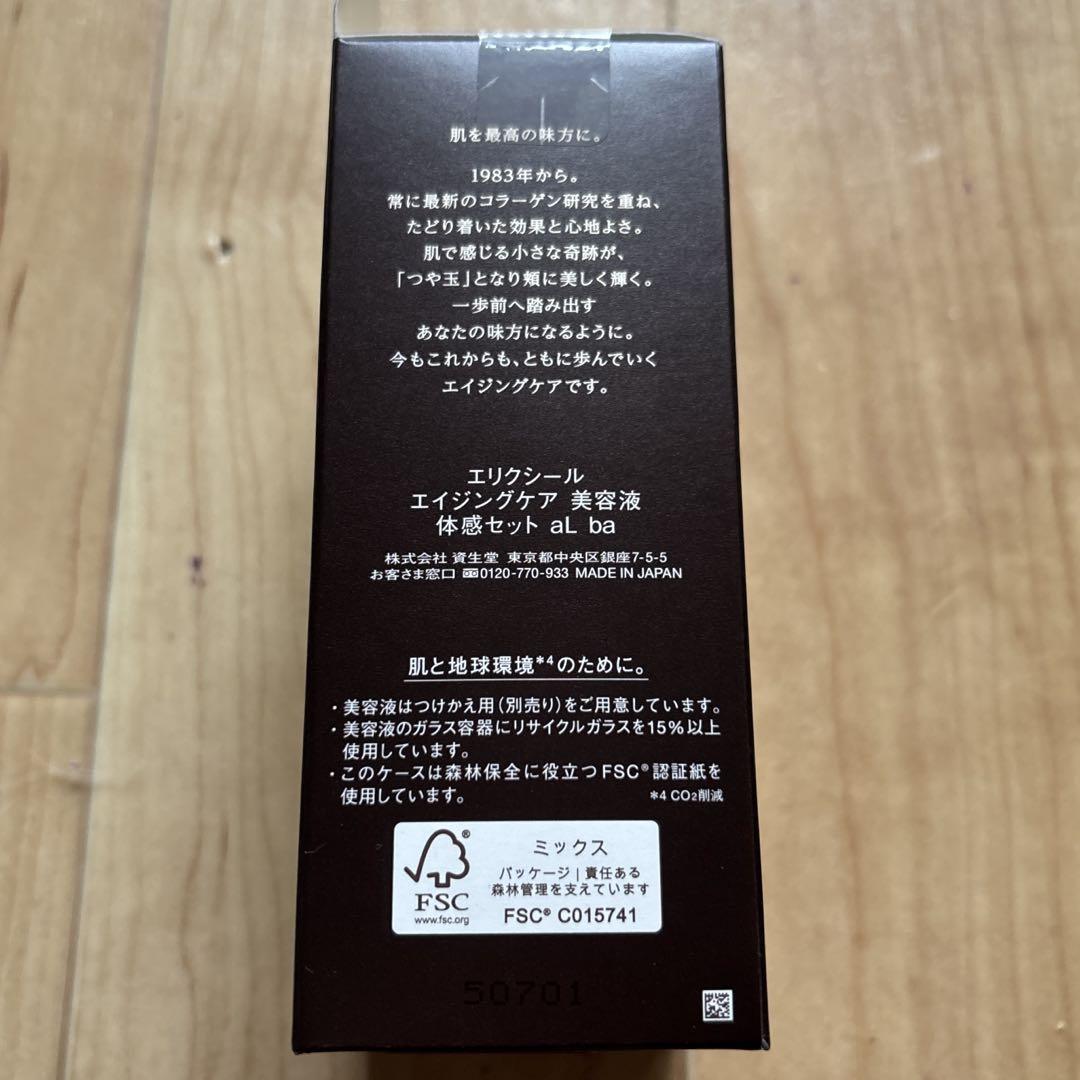 肌を最高の味方に。
1983年から。
常に最新のコラーゲン研究を重ね、
たどり着いた効果と心地よさ。
肌で感じる小さな奇跡が、
「つや玉」となり頬に美しく輝く。
一歩前へ踏み出す
あなたの味方になるように。
今もこれからも、ともに歩んでいく
エイジングケアです。
エリクシール
エイジングケア 美容液
体感セット aL ba
株式会社 資生堂 東京都中央区銀座7-5-5
お客さま窓口 0120-770-933 MADE IN JAPAN
肌と地球環境*4のために。
・美容液はつけかえ用(別売り)をご用意しています。
・美容液のガラス容器にリサイクルガラスを15%以上
使用しています。
・このケースは森林保全に役立つFSC®認証紙を
使用しています。 *4 CO2削減
FSC
www.fsc.org
ミックス
パッケージ|責任ある
森林管理を支えています
FSC® C015741
50701